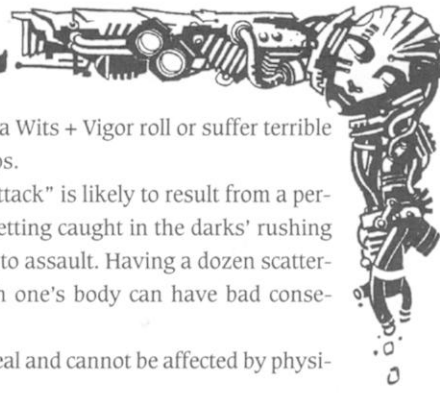 a Wits + Vigor roll or suffer terrible
os.
ttack” is likely to result from a per-
etting caught in the darks’ rushing
to assault. Having a dozen scatter-
n one’s body can have bad conse-
eal and cannot be affected by physi-